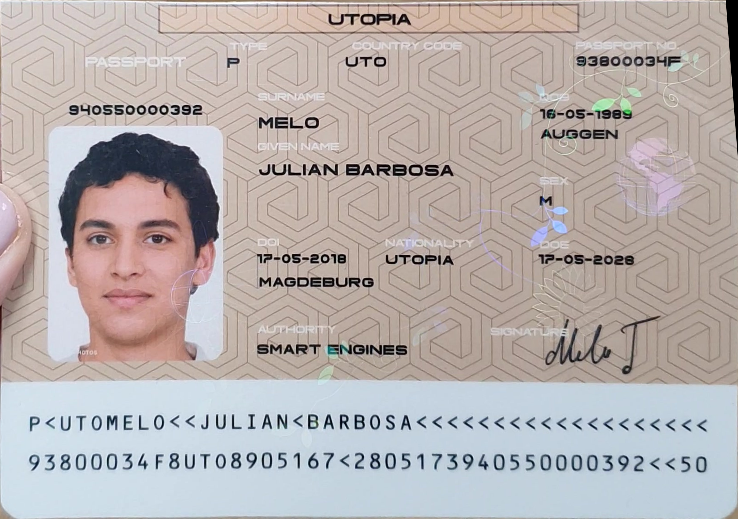 UTOPIA
PASSPORT TYPE COUNTRY CODE PASSPORT NO.
P UTO 93800034F
940550000392
SURNAME DOB
MELO 16-05-1989
GIVEN NAME AUGGEN
JULIAN BARBOSA
SEX
M
DOI NATIONALITY DOE
17-05-2018 UTOPIA 17-05-2028
MAGDEBURG
AUTHORITY SIGNATURE
SMART ENGINES Melo J
P<UTOMELO<<JULIAN<BARBOSA<<<<<<<<<<<<<<<<<<<
93800034F8UTO8905167<2805173940550000392<<50